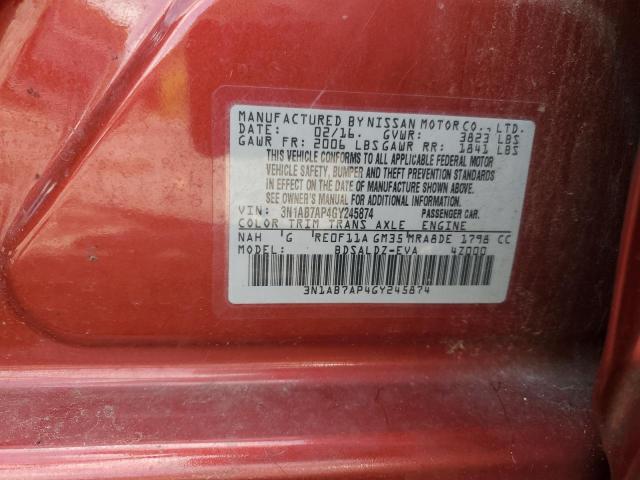 MANUFACTURED BY NISSAN MOTOR CO., LTD.
DATE: 02/16. GVWR: 3823 LBS
GAWR FR: 2006 LBS GAWR RR: 1841 LBS
THIS VEHICLE CONFORMS TO ALL APPLICABLE FEDERAL MOTOR
VEHICLE SAFETY, BUMPER AND THEFT PREVENTION STANDARDS
IN EFFECT ON THE DATE OF MANUFACTURE SHOWN ABOVE.
SEE OWNER'S MANUAL FOR ADDITIONAL INFORMATION.
VIN: 3N1AB7AP4GY245874 PASSENGER CAR.
COLOR TRIM TRANS AXLE ENGINE
NAH 'G RE0F11A GM35 MRA8DE 1798 CC
MODEL: BDSALDZ-EVA 4Z000
3N1AB7AP4GY245874